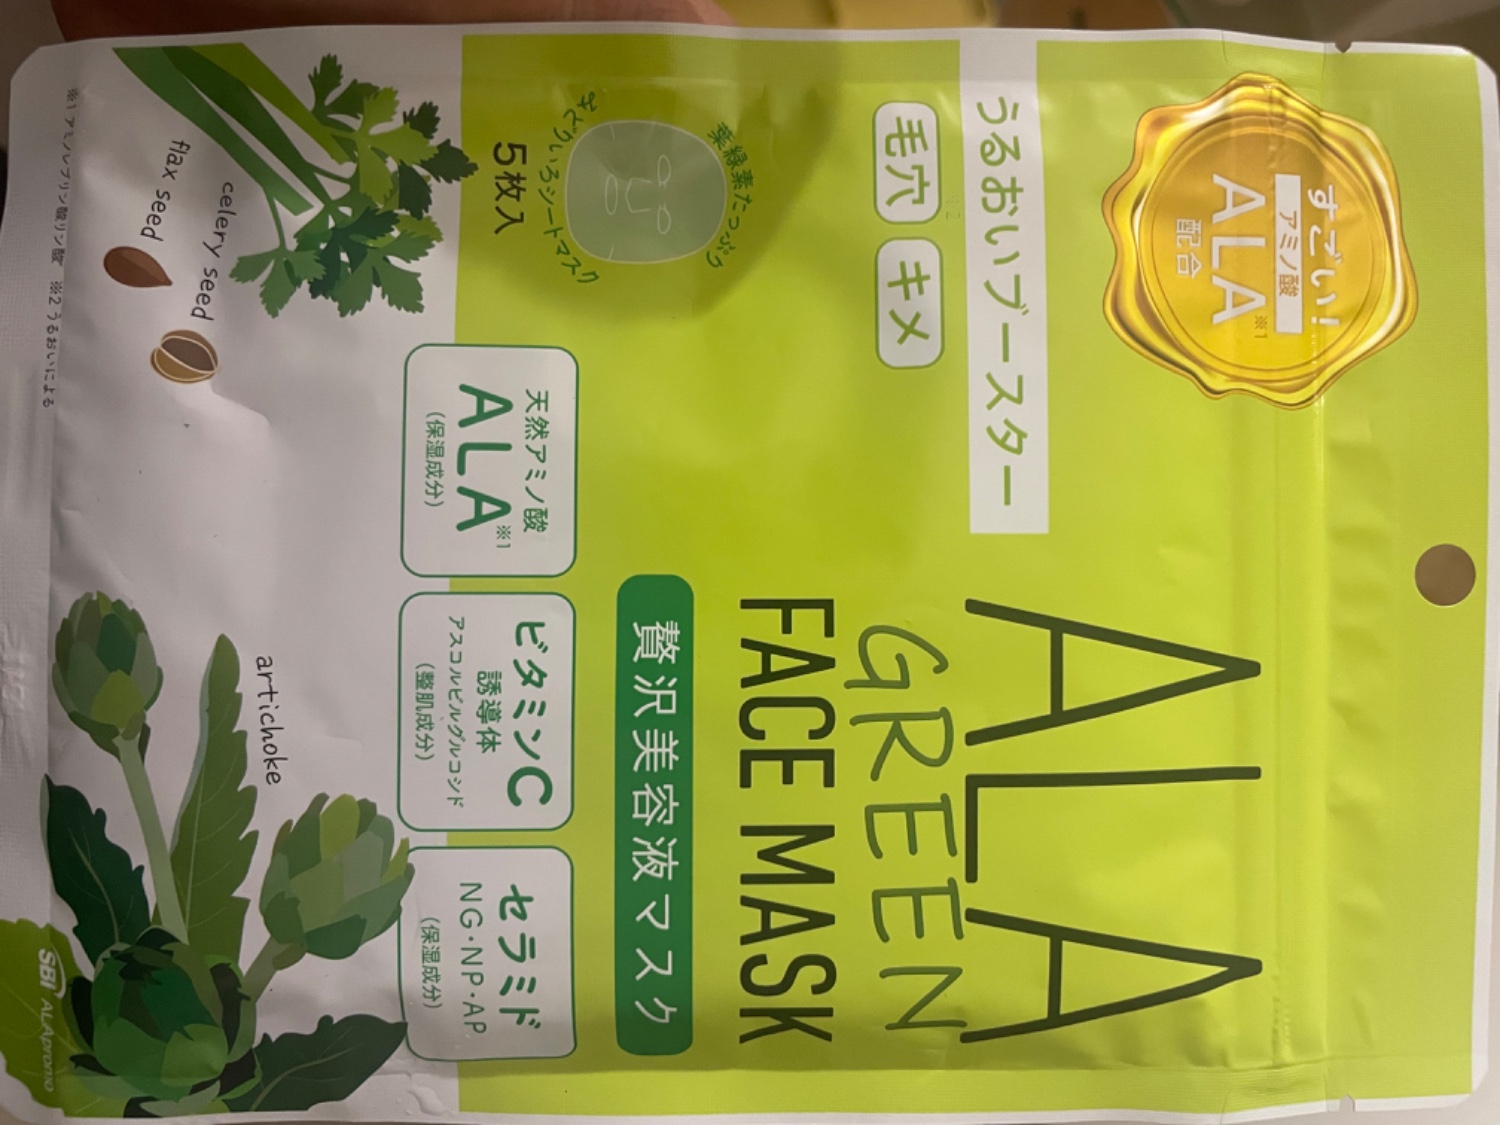 すごい!
アミノ酸
ALA※1
配合
ALA
GREEN
FACE MASK
うるおいブースター
毛穴
キメ
贅沢美容液マスク
葉緑素たっぷり
みどりいろシートマスク
5枚入
天然アミノ酸
ALA※1
(保湿成分)
ビタミンC
誘導体
アスコルビルグルコシド
(整肌成分)
セラミド
NG・NP・AP
(保湿成分)
celery seed
flax seed
artichoke
※1 アミノレブリン酸リン酸 ※2 うるおいによる
SBI ALApromo